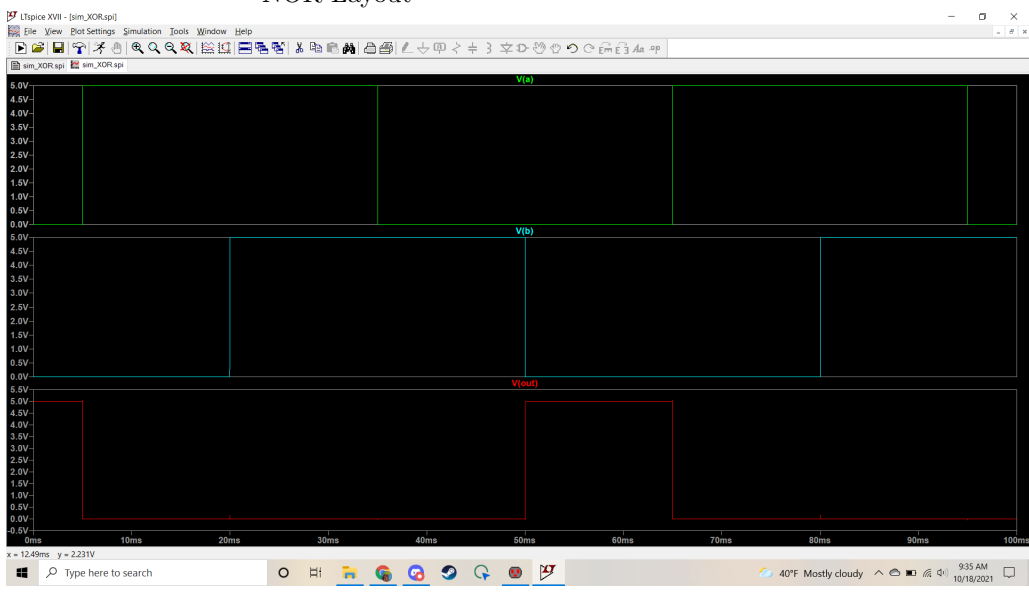 NOR Layout
LTspice XVII - [sim_XOR.spi]
File View Plot Settings Simulation Tools Window Help
sim_XOR.spi sim_XOR.spi
V(a)
5.0V
4.5V
4.0V
3.5V
3.0V
2.5V
2.0V
1.5V
1.0V
0.5V
0.0V
V(b)
5.0V
4.5V
4.0V
3.5V
3.0V
2.5V
2.0V
1.5V
1.0V
0.5V
0.0V
V(out)
5.5V
5.0V
4.5V
4.0V
3.5V
3.0V
2.5V
2.0V
1.5V
1.0V
0.5V
0.0V
-0.5V
0ms 10ms 20ms 30ms 40ms 50ms 60ms 70ms 80ms 90ms 100ms
x = 12.49ms y = 2.231V
Type here to search
40°F Mostly cloudy
9:35 AM
10/18/2021